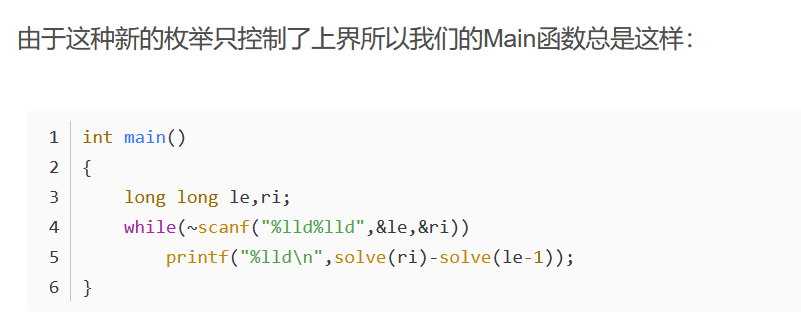 由于这种新的枚举只控制了上界所以我们的Main函数总是这样：
1 int main()
2 {
3     long long le,ri;
4     while(~scanf("%lld%lld",&le,&ri))
5         printf("%lld\n",solve(ri)-solve(le-1));
6 }